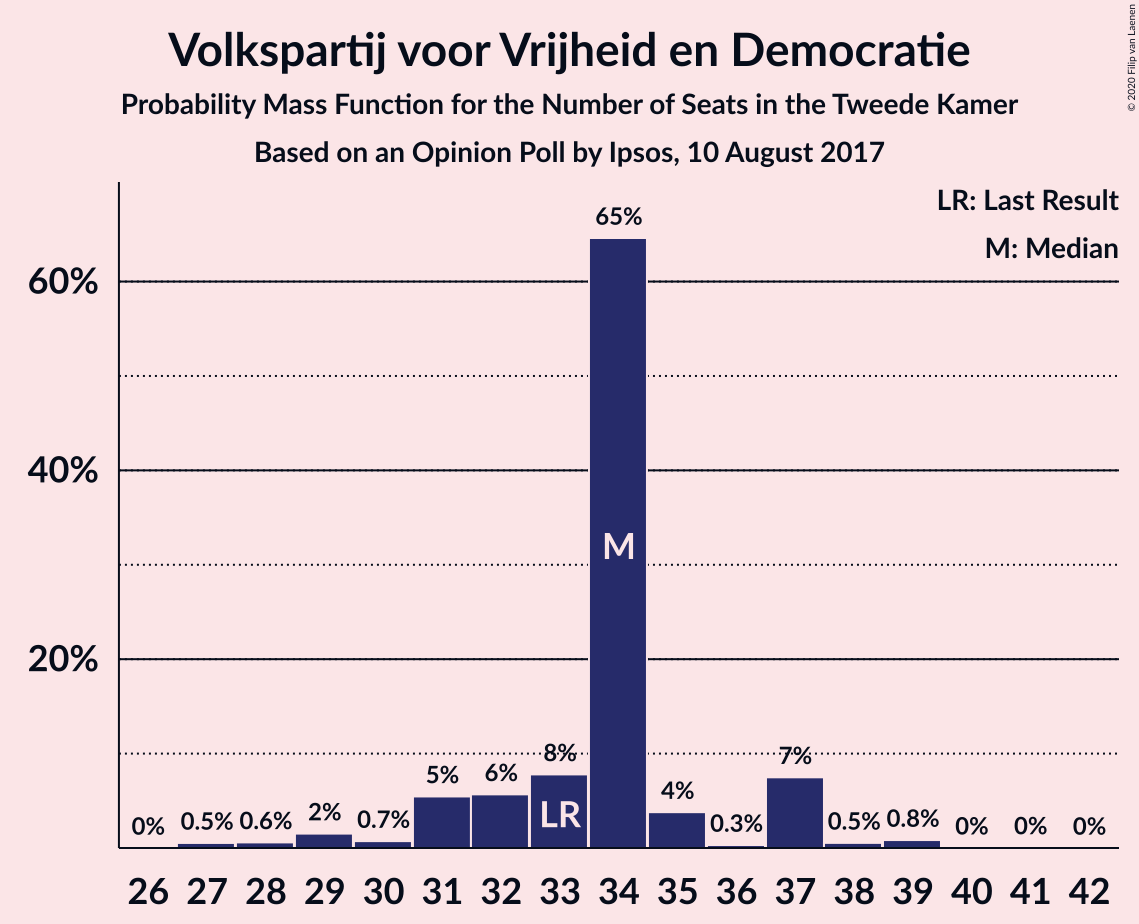 Volkspartij voor Vrijheid en Democratie
Probability Mass Function for the Number of Seats in the Tweede Kamer
Based on an Opinion Poll by Ipsos, 10 August 2017
© 2020 Filip van Laenen
LR: Last Result
M: Median
60%
40%
20%
0% 0.5% 0.6% 2% 0.7% 5% 6% 8% 65% 4% 0.3% 7% 0.5% 0.8% 0% 0% 0%
LR M
26 27 28 29 30 31 32 33 34 35 36 37 38 39 40 41 42